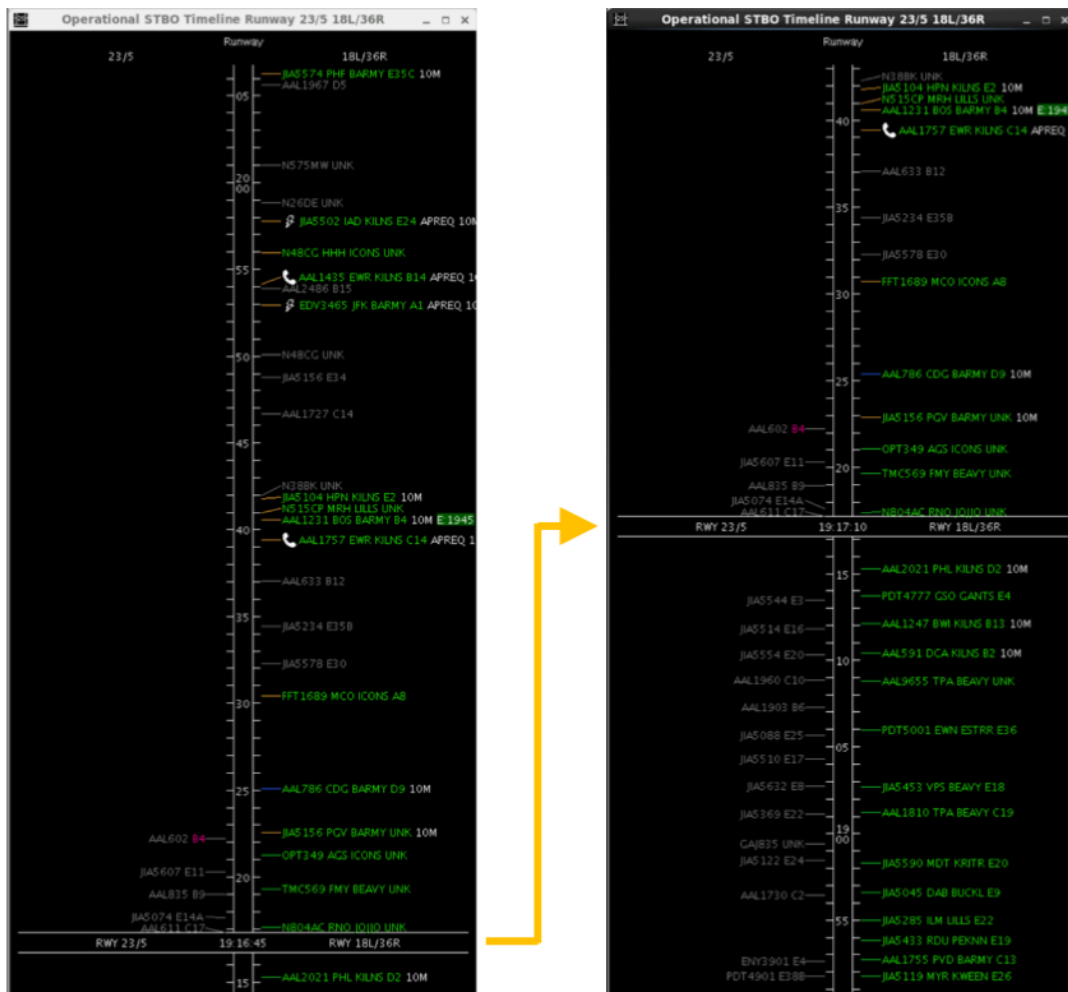 Operational STBO Timeline Runway 23/5 18L/36R
Runway
23/5 18L/36R
JIA5574 PHF BARMY E35C 10M
AAL1967 D5
05
N575MW UNK
20
00
N26DE UNK
JIA5502 IAD KILNS E24 APREQ 10M
N48CG HHH ICONS UNK
55
AAL1435 EWR KILNS B14 APREQ 1
AAL2486 B15
EDV3465 JFK BARMY A1 APREQ 10
50
N48CG UNK
JIA5156 E34
AAL1727 C14
45
N38BK UNK
JIA5104 HPN KILNS E2 10M
N515CP MRH LILLS UNK
AAL1231 BOS BARMY B4 10M E:1945
40
AAL1757 EWR KILNS C14 APREQ 1
AAL633 B12
35
JIA5234 E35B
JIA5578 E30
30
FFT1689 MCO ICONS A8
25
AAL786 CDG BARMY D9 10M
JIA5156 PGV BARMY UNK 10M
AAL602 B4
OPT349 AGS ICONS UNK
JIA5607 E11
20
TMC569 FMY BEAVY UNK
AAL835 B9
JIA5074 E14A
N804AC RNO JOJJO UNK
AAL611 C17
RWY 23/5 19:16:45 RWY 18L/36R
AAL2021 PHL KILNS D2 10M
15
Operational STBO Timeline Runway 23/5 18L/36R
Runway
23/5 18L/36R
N38BK UNK
JIA5104 HPN KILNS E2 10M
N515CP MRH LILLS UNK
AAL1231 BOS BARMY B4 10M E:194
40
AAL1757 EWR KILNS C14 APREQ
AAL633 B12
35
JIA5234 E35B
JIA5578 E30
FFT1689 MCO ICONS A8
30
AAL786 CDG BARMY D9 10M
25
JIA5156 PGV BARMY UNK 10M
AAL602 B4
OPT349 AGS ICONS UNK
JIA5607 E11
20
TMC569 FMY BEAVY UNK
AAL835 B9
JIA5074 E14A
AAL611 C17
N804AC RNO JOJJO UNK
RWY 23/5 19:17:10 RWY 18L/36R
AAL2021 PHL KILNS D2 10M
15
PDT4777 GSO GANTS E4
JIA5544 E3
AAL1247 BWI KILNS B13 10M
JIA5514 E16
AAL591 DCA KILNS B2 10M
JIA5554 E20
10
AAL1960 C10
AAL9655 TPA BEAVY UNK
AAL1903 B6
PDT5001 EWN ESTRR E36
JIA5088 E25
05
JIA5510 E17
JIA5632 E8
JIA5453 VPS BEAVY E18
JIA5369 E22
AAL1810 TPA BEAVY C19
19
00
GAJ835 UNK
JIA5122 E24
JIA5590 MDT KRITR E20
AAL1730 C2
JIA5045 DAB BUCKL E9
55
JIA5285 ILM LILLS E22
JIA5433 RDU PEKNN E19
ENY3901 E4
AAL1755 PVD BARMY C13
PDT4901 E38B
JIA5119 MYR KWEEN E26